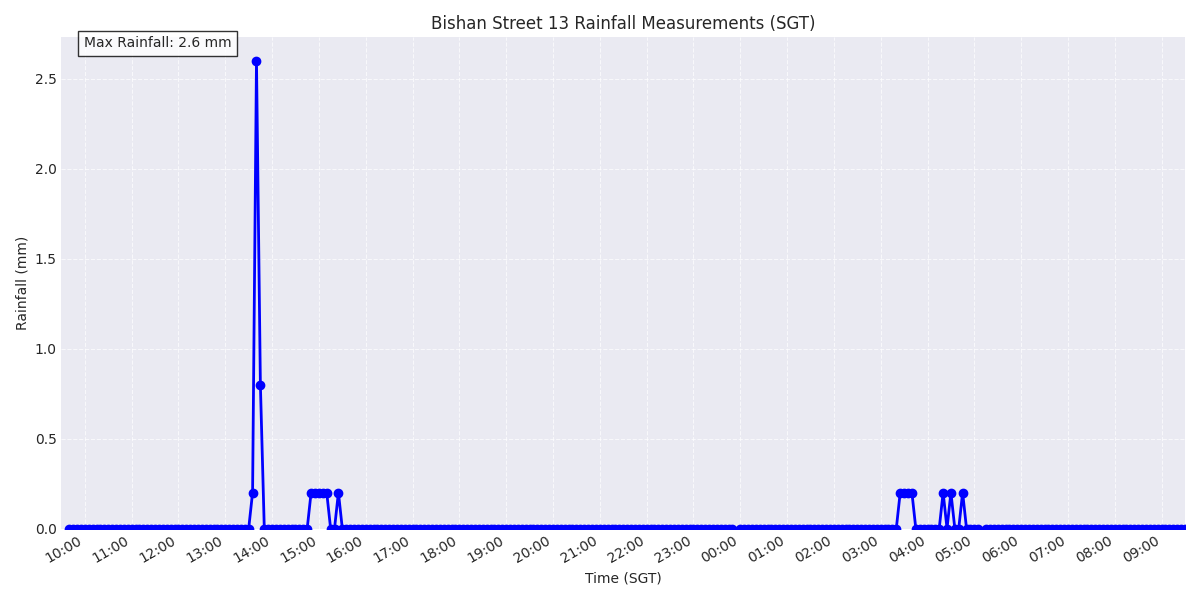 Bishan Street 13 Rainfall Measurements (SGT)
Max Rainfall: 2.6 mm
2.5
2.0
1.5
1.0
0.5
0.0
Rainfall (mm)
10:00 11:00 12:00 13:00 14:00 15:00 16:00 17:00 18:00 19:00 20:00 21:00 22:00 23:00 00:00 01:00 02:00 03:00 04:00 05:00 06:00 07:00 08:00 09:00
Time (SGT)